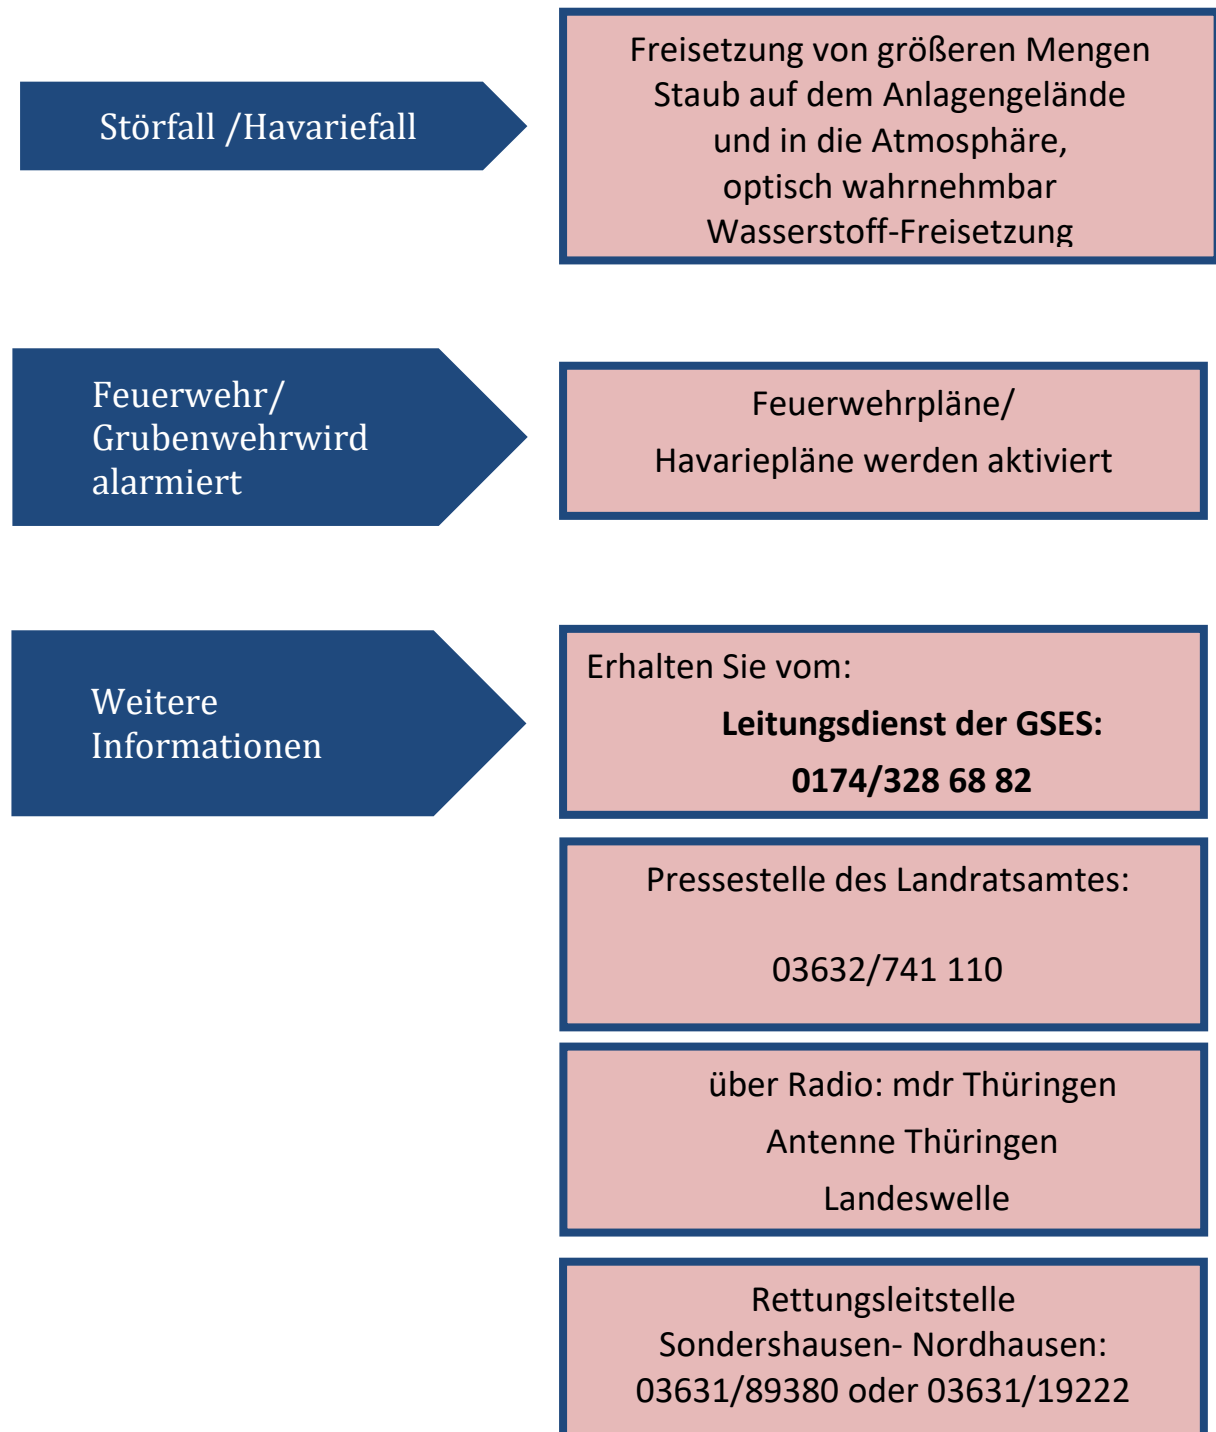 Störfall /Havariefall
Freisetzung von größeren Mengen
Staub auf dem Anlagengelände
und in die Atmosphäre,
optisch wahrnehmbar
Wasserstoff-Freisetzung
Feuerwehr/
Grubenwehrwird
alarmiert
Feuerwehrpläne/
Havariepläne werden aktiviert
Weitere
Informationen
Erhalten Sie vom:
Leitungsdienst der GSES:
0174/328 68 82
Pressestelle des Landratsamtes:
03632/741 110
über Radio: mdr Thüringen
Antenne Thüringen
Landeswelle
Rettungsleitstelle
Sondershausen- Nordhausen:
03631/89380 oder 03631/19222